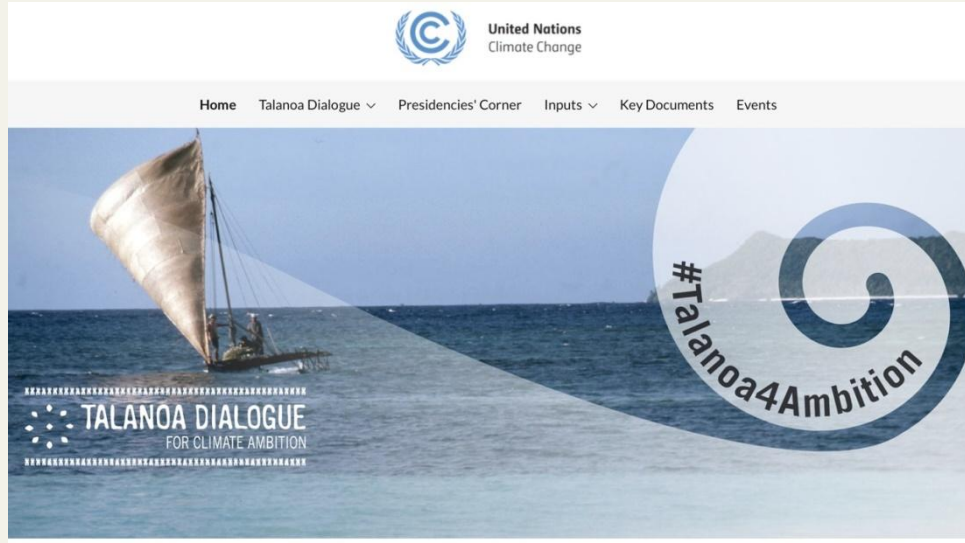 United Nations
Climate Change
Home Talanoa Dialogue Presidencies' Corner Inputs Key Documents Events
#Talanoa4Ambition
TALANOA DIALOGUE
FOR CLIMATE AMBITION